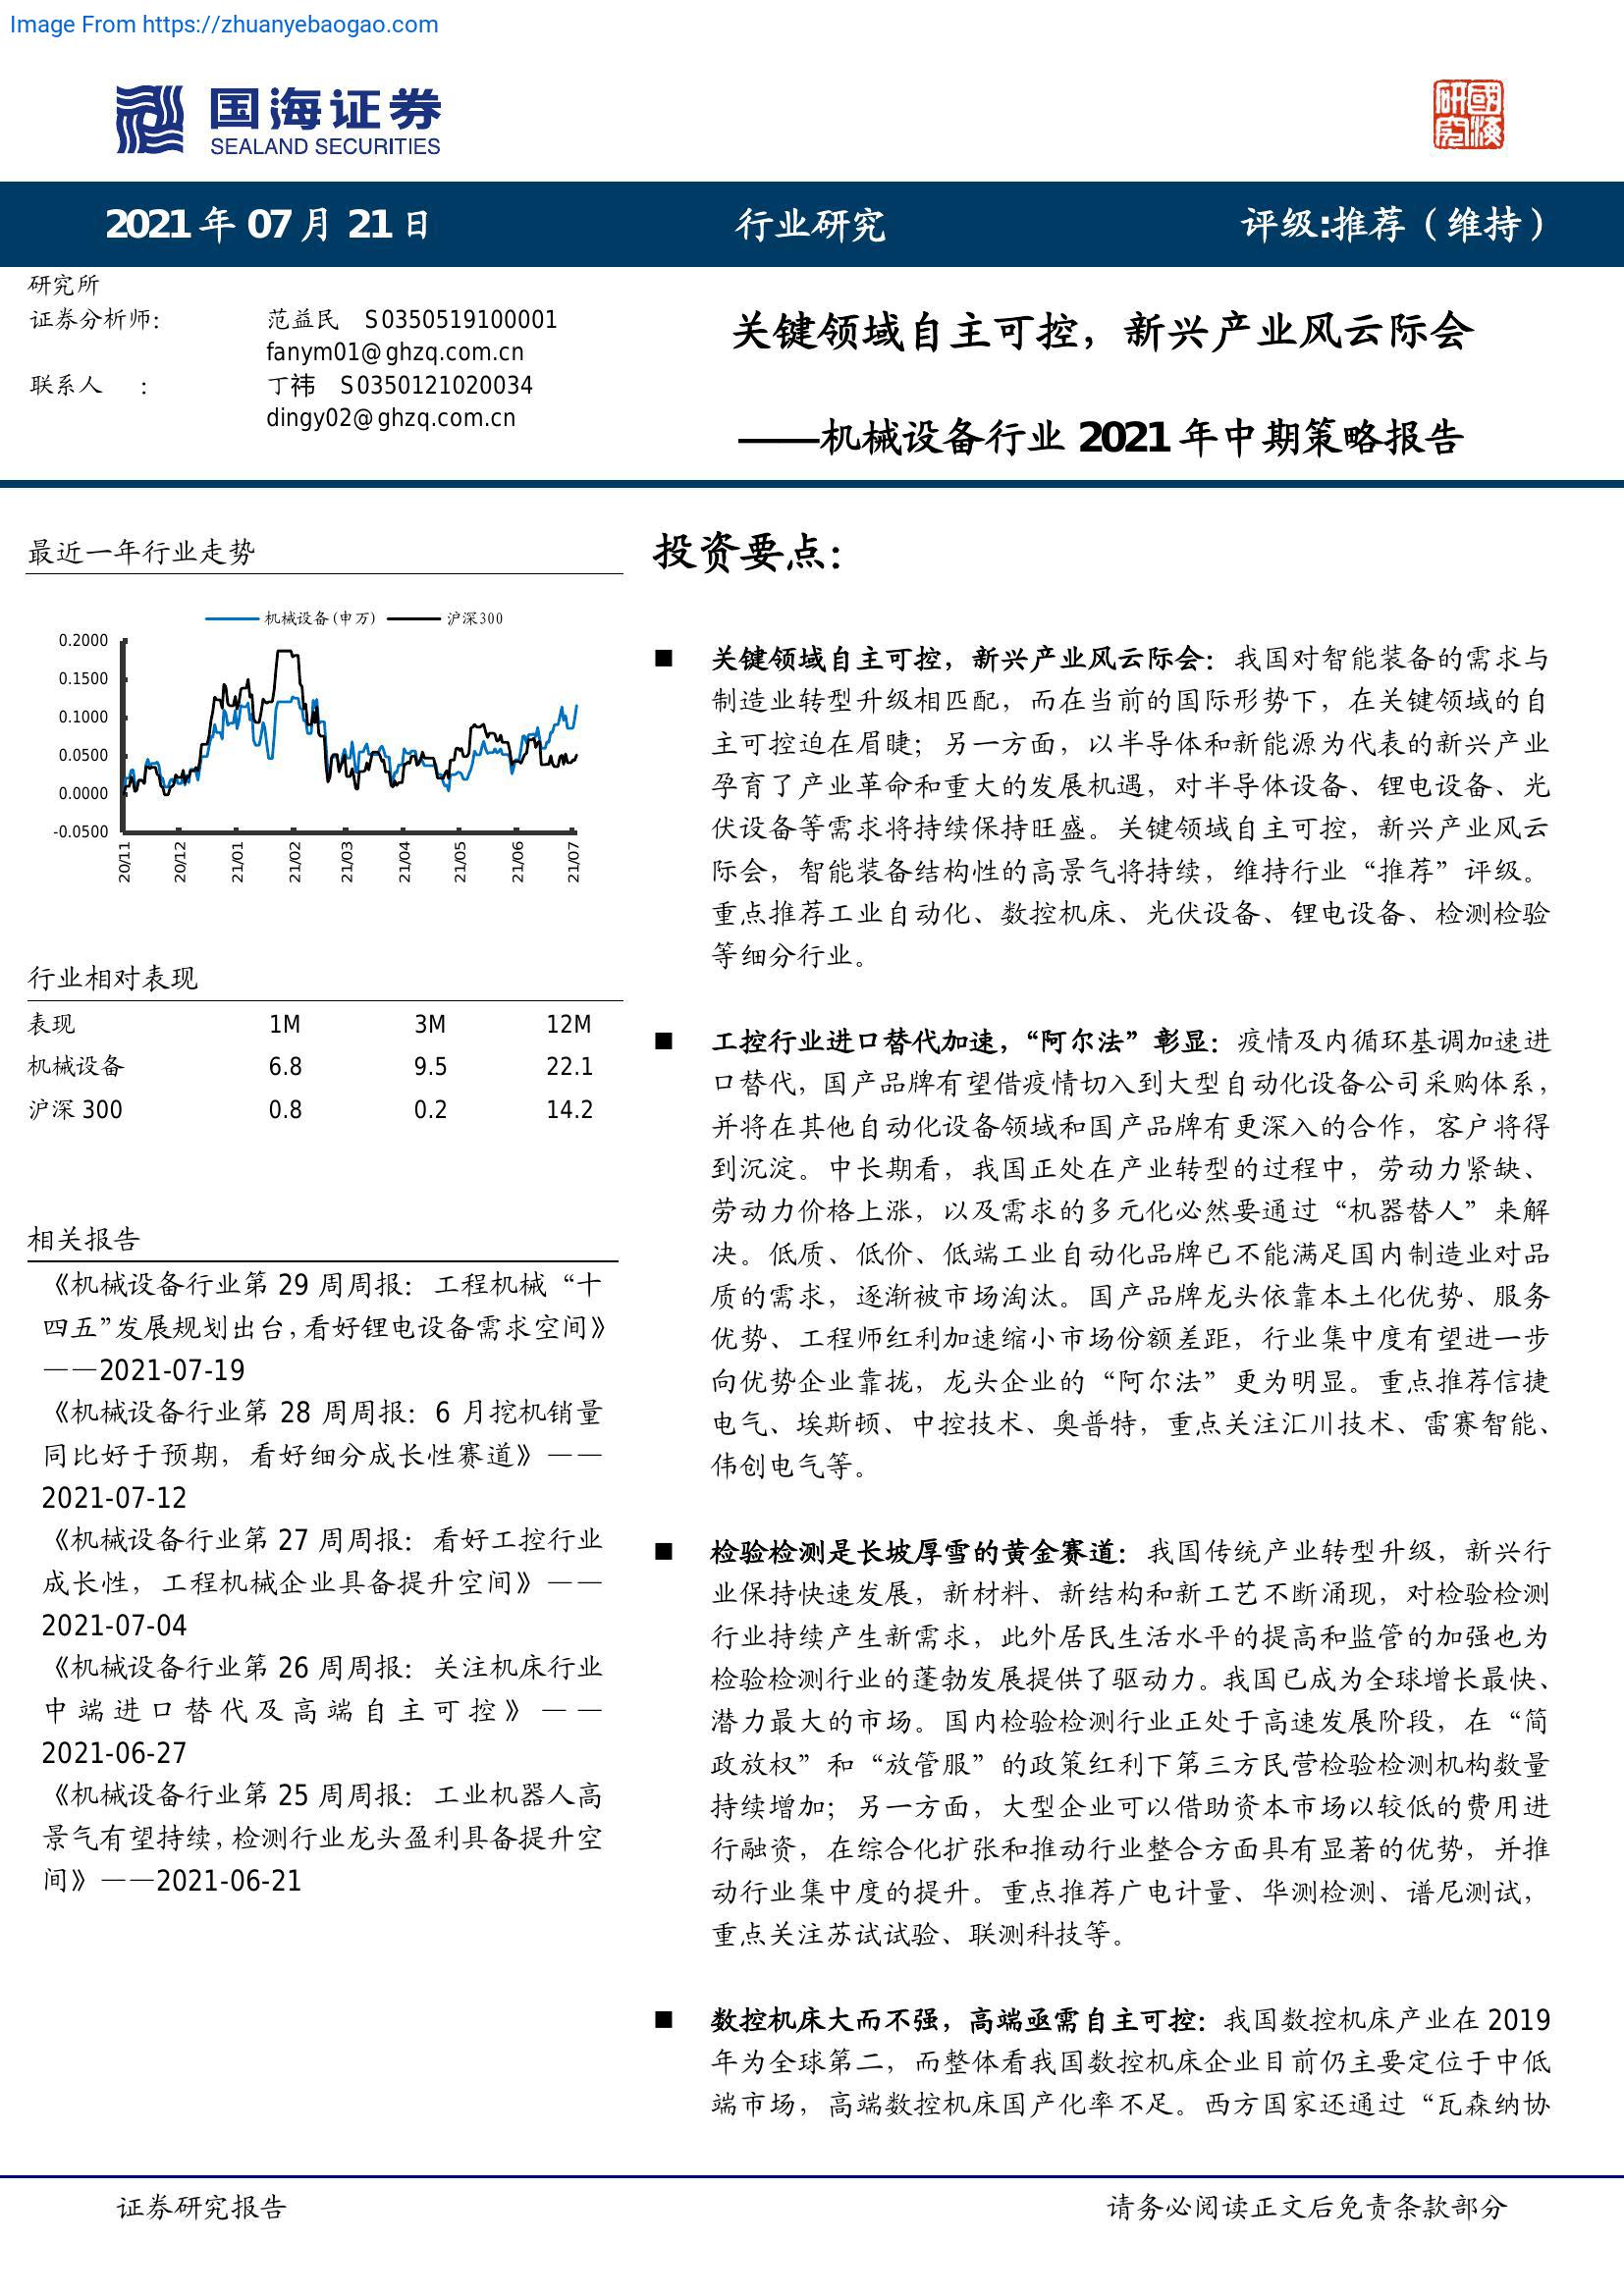 Image From https://zhuanyebaogao.com
国海证券
SEALAND SECURITIES
國海研究
2021 年 07 月 21 日
行业研究
评级:推荐（维持）
研究所
证券分析师: 范益民 S0350519100001
fanym01@ghzq.com.cn
联系人 : 丁祎 S0350121020034
dingy02@ghzq.com.cn
关键领域自主可控，新兴产业风云际会
——机械设备行业 2021 年中期策略报告
最近一年行业走势
机械设备(申万) 沪深300
0.2000
0.1500
0.1000
0.0500
0.0000
-0.0500
20/11 20/12 21/01 21/02 21/03 21/04 21/05 21/06 21/07
行业相对表现
表现 1M 3M 12M
机械设备 6.8 9.5 22.1
沪深 300 0.8 0.2 14.2
相关报告
《机械设备行业第 29 周周报：工程机械“十
四五”发展规划出台,看好锂电设备需求空间》
——2021-07-19
《机械设备行业第 28 周周报：6 月挖机销量
同比好于预期，看好细分成长性赛道》——
2021-07-12
《机械设备行业第 27 周周报：看好工控行业
成长性，工程机械企业具备提升空间》——
2021-07-04
《机械设备行业第 26 周周报：关注机床行业
中端进口替代及高端自主可控》——
2021-06-27
《机械设备行业第 25 周周报：工业机器人高
景气有望持续,检测行业龙头盈利具备提升空
间》——2021-06-21
投资要点：
■ 关键领域自主可控，新兴产业风云际会：我国对智能装备的需求与
制造业转型升级相匹配，而在当前的国际形势下，在关键领域的自
主可控迫在眉睫；另一方面，以半导体和新能源为代表的新兴产业
孕育了产业革命和重大的发展机遇，对半导体设备、锂电设备、光
伏设备等需求将持续保持旺盛。关键领域自主可控，新兴产业风云
际会，智能装备结构性的高景气将持续，维持行业“推荐”评级。
重点推荐工业自动化、数控机床、光伏设备、锂电设备、检测检验
等细分行业。
■ 工控行业进口替代加速，“阿尔法”彰显：疫情及内循环基调加速进
口替代，国产品牌有望借疫情切入到大型自动化设备公司采购体系，
并将在其他自动化设备领域和国产品牌有更深入的合作，客户将得
到沉淀。中长期看，我国正处在产业转型的过程中，劳动力紧缺、
劳动力价格上涨，以及需求的多元化必然要通过“机器替人”来解
决。低质、低价、低端工业自动化品牌已不能满足国内制造业对品
质的需求，逐渐被市场淘汰。国产品牌龙头依靠本土化优势、服务
优势、工程师红利加速缩小市场份额差距，行业集中度有望进一步
向优势企业靠拢，龙头企业的“阿尔法”更为明显。重点推荐信捷
电气、埃斯顿、中控技术、奥普特，重点关注汇川技术、雷赛智能、
伟创电气等。
■ 检验检测是长坡厚雪的黄金赛道：我国传统产业转型升级，新兴行
业保持快速发展，新材料、新结构和新工艺不断涌现，对检验检测
行业持续产生新需求，此外居民生活水平的提高和监管的加强也为
检验检测行业的蓬勃发展提供了驱动力。我国已成为全球增长最快、
潜力最大的市场。国内检验检测行业正处于高速发展阶段，在“简
政放权”和“放管服”的政策红利下第三方民营检验检测机构数量
持续增加；另一方面，大型企业可以借助资本市场以较低的费用进
行融资，在综合化扩张和推动行业整合方面具有显著的优势，并推
动行业集中度的提升。重点推荐广电计量、华测检测、谱尼测试，
重点关注苏试试验、联测科技等。
■ 数控机床大而不强，高端亟需自主可控：我国数控机床产业在 2019
年为全球第二，而整体看我国数控机床企业目前仍主要定位于中低
端市场，高端数控机床国产化率不足。西方国家还通过“瓦森纳协
证券研究报告
请务必阅读正文后免责条款部分